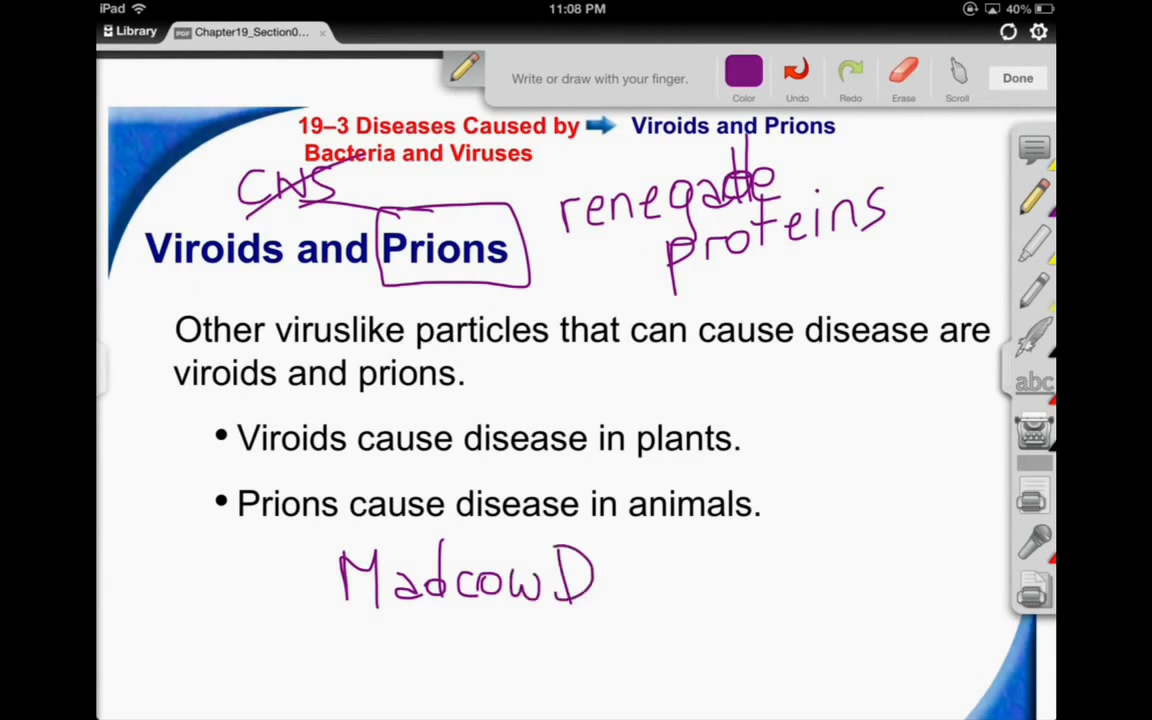 iPad
11:08 PM
40%
Library
PDF
Chapter19_Section0...
Write or draw with your finger.
Color
Undo
Redo
Erase
Scroll
Done
19–3 Diseases Caused by
Bacteria and Viruses
Viroids and Prions
CNS
renegade
proteins
Viroids and Prions
Other viruslike particles that can cause disease are
viroids and prions.
• Viroids cause disease in plants.
• Prions cause disease in animals.
Madcow D
abc